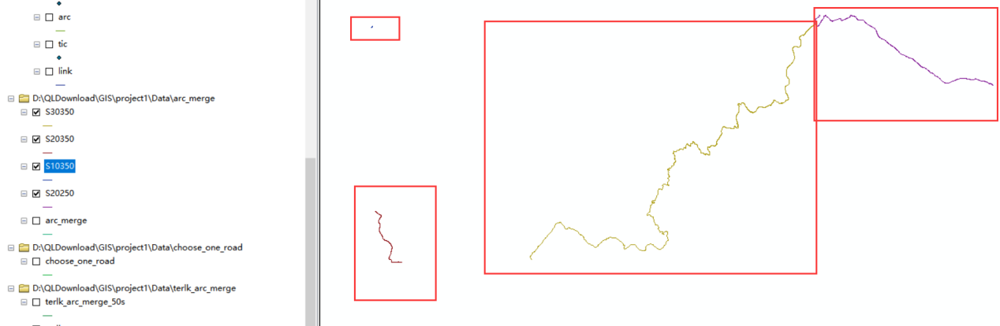 arc
tic
link
D:\QLDownload\GIS\project1\Data\arc_merge
S30350
S20350
S10350
S20250
arc_merge
D:\QLDownload\GIS\project1\Data\choose_one_road
choose_one_road
D:\QLDownload\GIS\project1\Data\terlk_arc_merge
terlk_arc_merge_50s